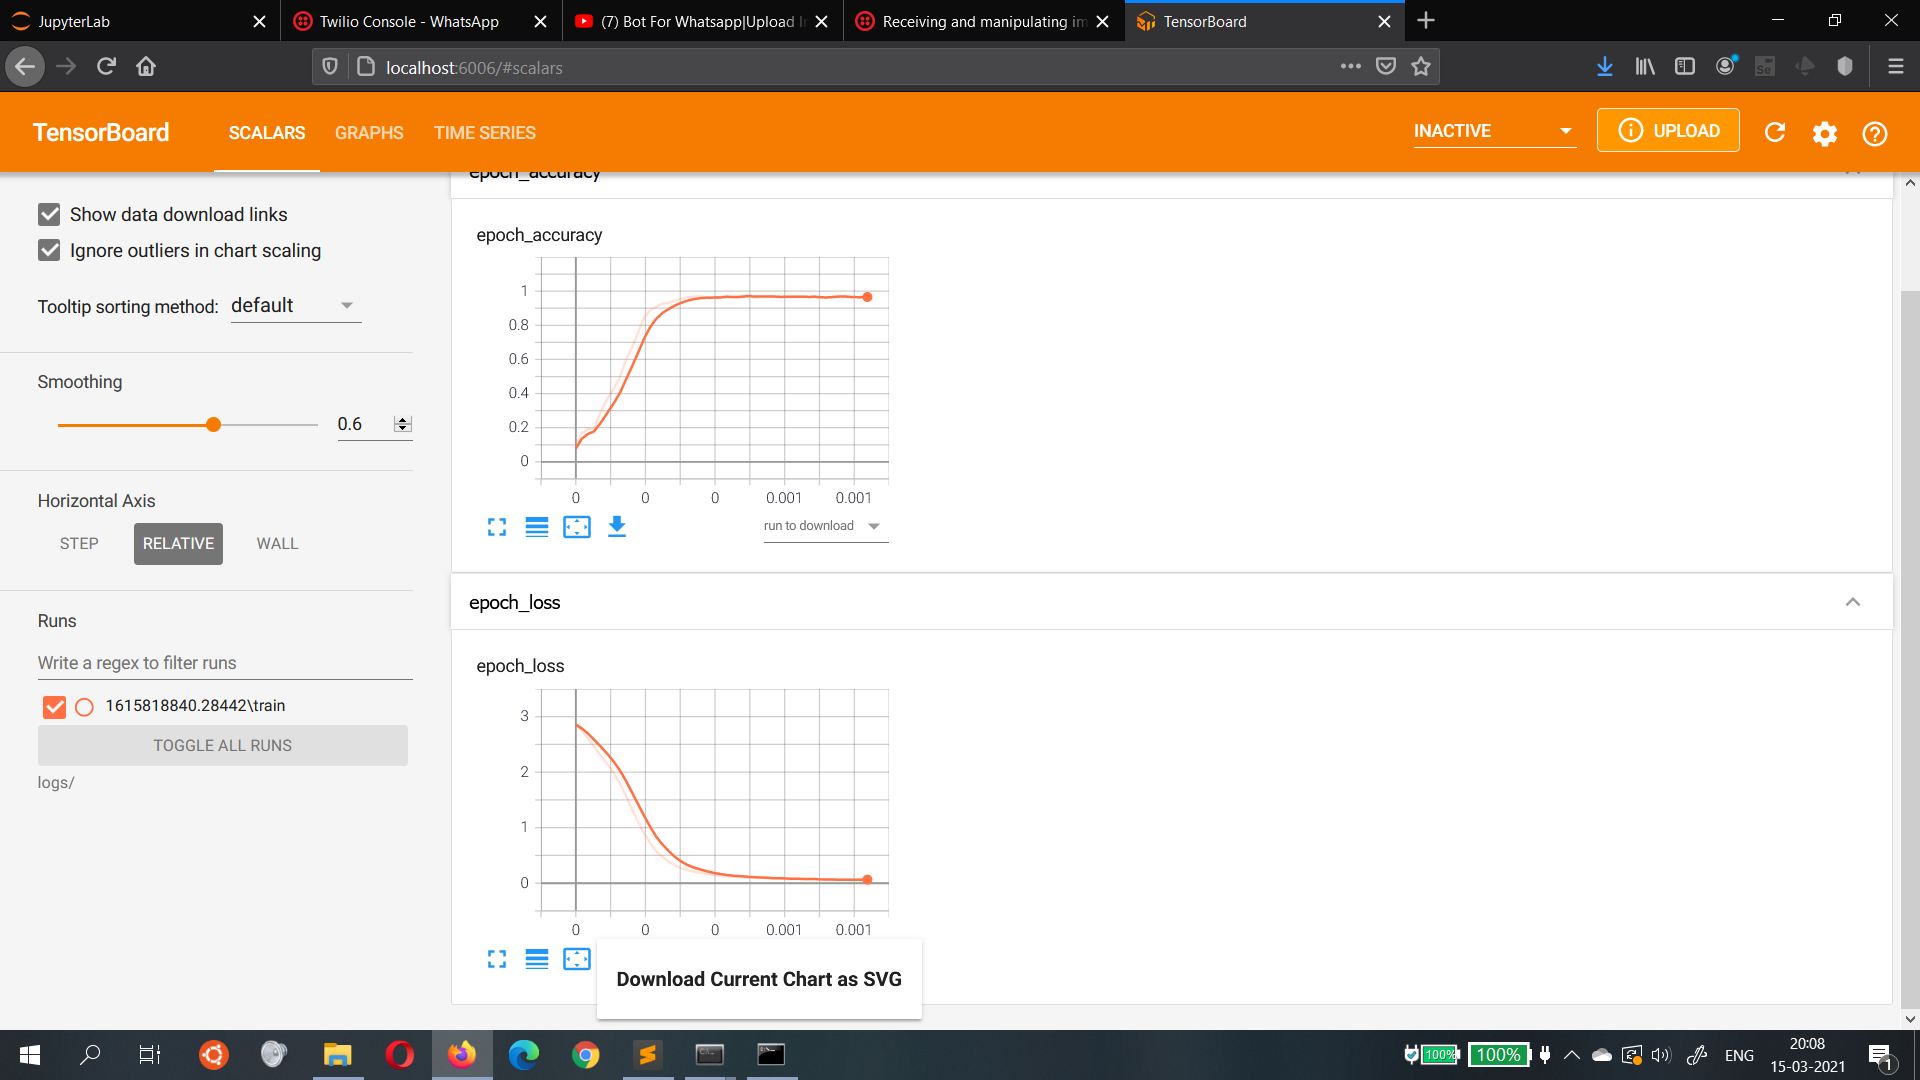 JupyterLab
Twilio Console - WhatsApp
(7) Bot For Whatsapp|Upload I
Receiving and manipulating im
TensorBoard
localhost:6006/#scalars
TensorBoard
SCALARS
GRAPHS
TIME SERIES
INACTIVE
UPLOAD
epoch_accuracy
Show data download links
Ignore outliers in chart scaling
Tooltip sorting method: default
Smoothing
0.6
Horizontal Axis
STEP
RELATIVE
WALL
Runs
Write a regex to filter runs
1615818840.28442\train
TOGGLE ALL RUNS
logs/
epoch_accuracy
1
0.8
0.6
0.4
0.2
0
0 0 0 0.001 0.001
run to download
epoch_loss
epoch_loss
3
2
1
0
0 0 0 0.001 0.001
Download Current Chart as SVG
100%
100%
ENG
20:08
15-03-2021
1